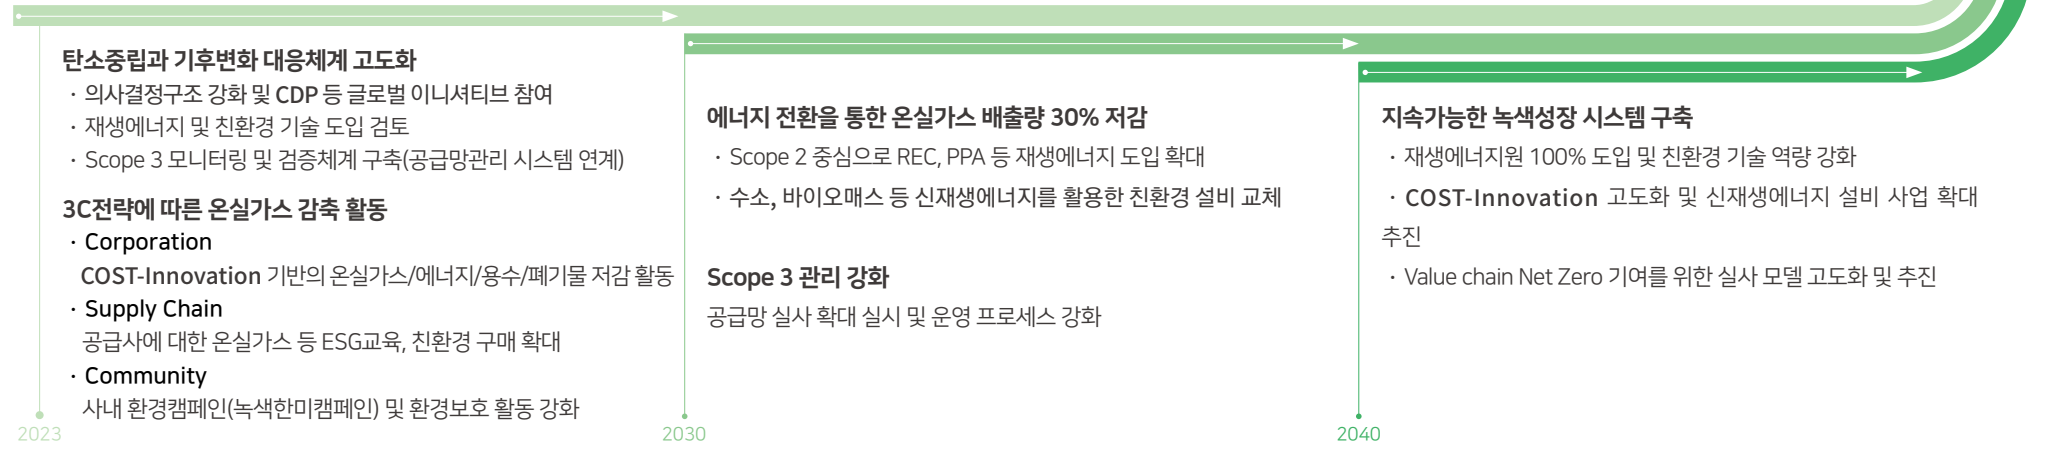 탄소중립과 기후변화 대응체계 고도화
· 의사결정구조 강화 및 CDP 등 글로벌 이니셔티브 참여
· 재생에너지 및 친환경 기술 도입 검토
· Scope 3 모니터링 및 검증체계 구축(공급망관리 시스템 연계)
3C전략에 따른 온실가스 감축 활동
· Corporation
COST-Innovation 기반의 온실가스/에너지/용수/폐기물 저감 활동
· Supply Chain
공급사에 대한 온실가스 등 ESG교육, 친환경 구매 확대
· Community
사내 환경캠페인(녹색한미캠페인) 및 환경보호 활동 강화
2023
에너지 전환을 통한 온실가스 배출량 30% 저감
· Scope 2 중심으로 REC, PPA 등 재생에너지 도입 확대
· 수소, 바이오매스 등 신재생에너지를 활용한 친환경 설비 교체
Scope 3 관리 강화
공급망 실사 확대 실시 및 운영 프로세스 강화
2030
지속가능한 녹색성장 시스템 구축
· 재생에너지원 100% 도입 및 친환경 기술 역량 강화
· COST-Innovation 고도화 및 신재생에너지 설비 사업 확대
추진
· Value chain Net Zero 기여를 위한 실사 모델 고도화 및 추진
2040